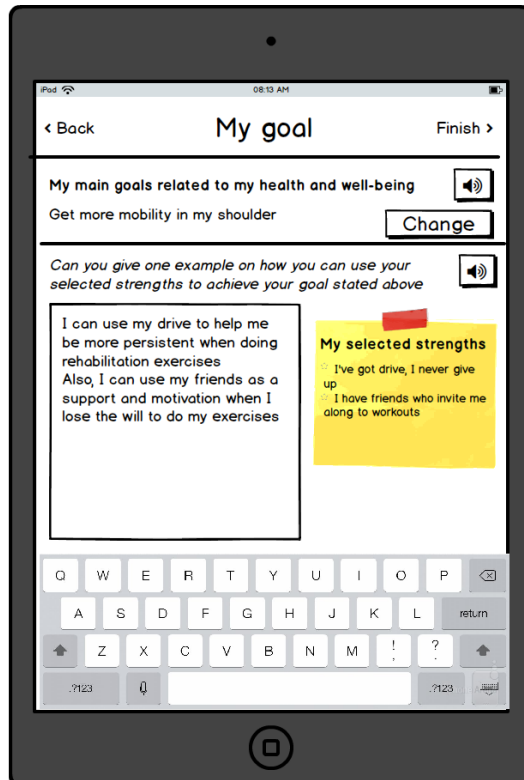 iPod 08:13 AM
< Back My goal Finish >
My main goals related to my health and well-being
Get more mobility in my shoulder
Change
Can you give one example on how you can use your
selected strengths to achieve your goal stated above
I can use my drive to help me
be more persistent when doing
rehabilitation exercises
Also, I can use my friends as a
support and motivation when I
lose the will to do my exercises
My selected strengths
☆ I've got drive, I never give
up
☆ I have friends who invite me
along to workouts
Q W E R T Y U I O P
A S D F G H J K L return
Z X C V B N M ! , ? .
.?123 .?123